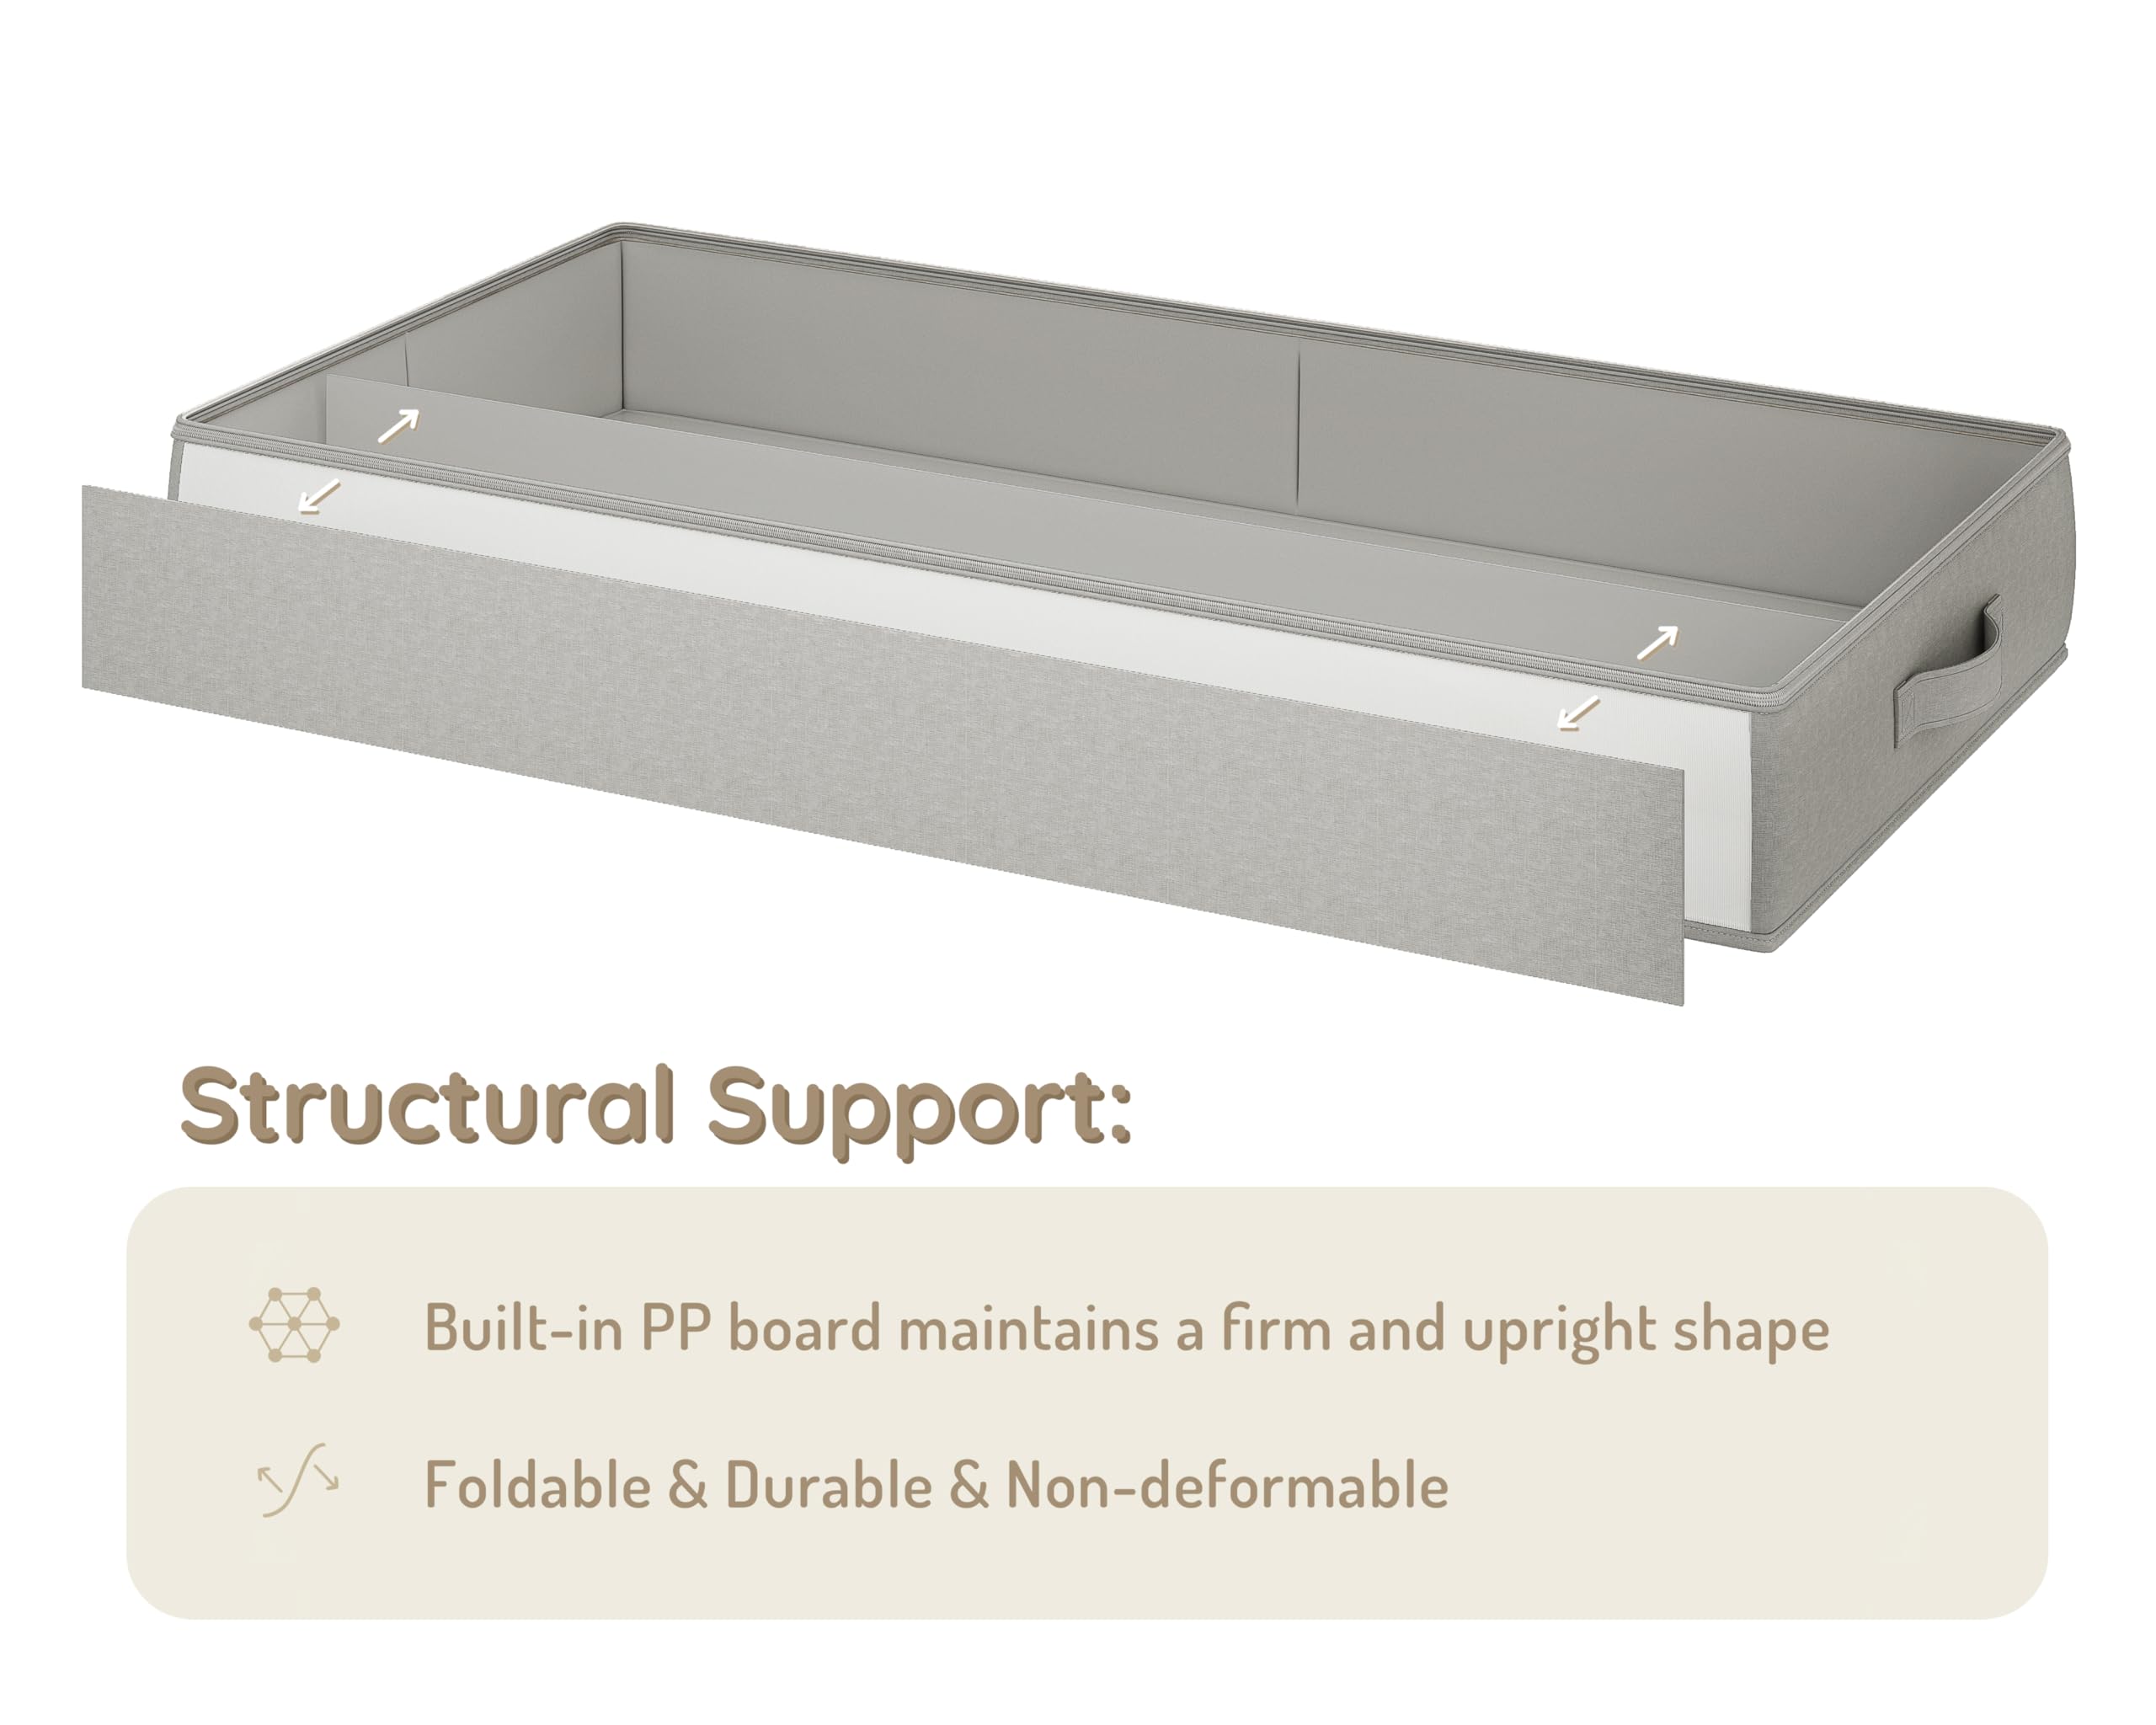 Structural Support:
Built-in PP board maintains a firm and upright shape
Foldable & Durable & Non-deformable